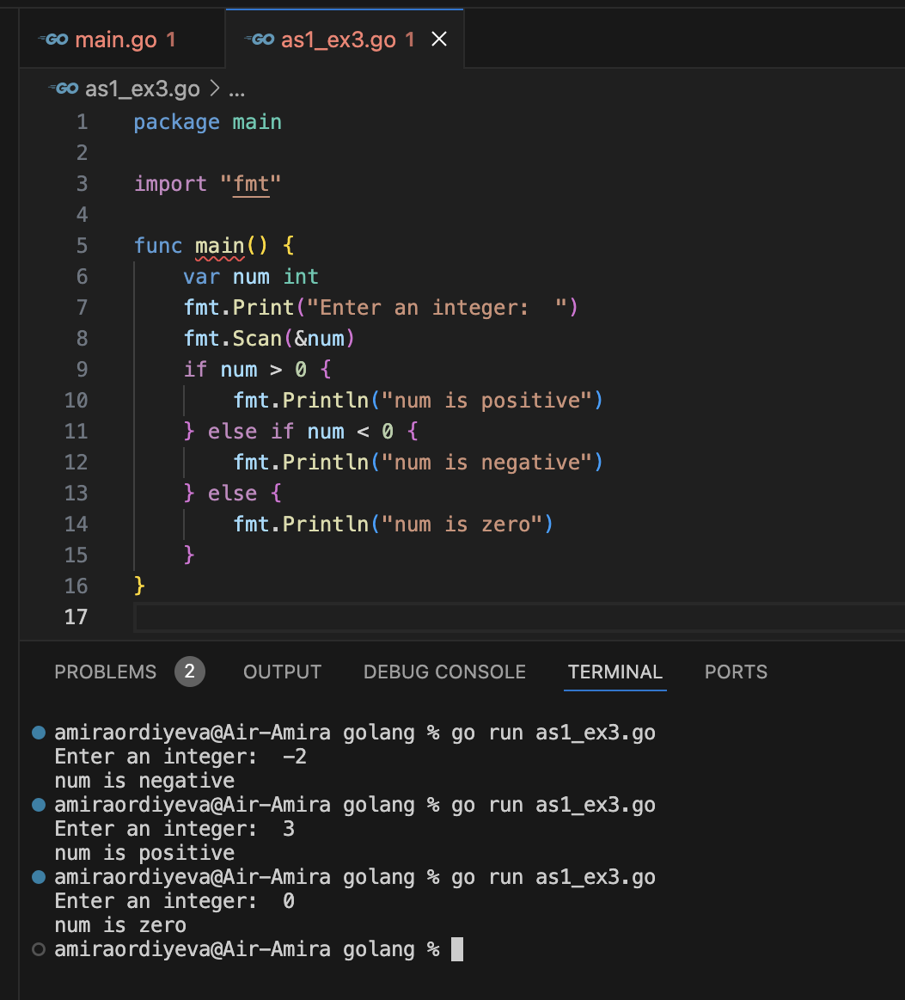 GO main.go 1
GO as1_ex3.go 1
GO as1_ex3.go > ...
1 package main
2
3 import "fmt"
4
5 func main() {
6 var num int
7 fmt.Print("Enter an integer:  ")
8 fmt.Scan(&num)
9 if num > 0 {
10 fmt.Println("num is positive")
11 } else if num < 0 {
12 fmt.Println("num is negative")
13 } else {
14 fmt.Println("num is zero")
15 }
16 }
17
PROBLEMS 2 OUTPUT DEBUG CONSOLE TERMINAL PORTS
amiraordiyeva@Air-Amira golang % go run as1_ex3.go
Enter an integer:  -2
num is negative
amiraordiyeva@Air-Amira golang % go run as1_ex3.go
Enter an integer:  3
num is positive
amiraordiyeva@Air-Amira golang % go run as1_ex3.go
Enter an integer:  0
num is zero
amiraordiyeva@Air-Amira golang %